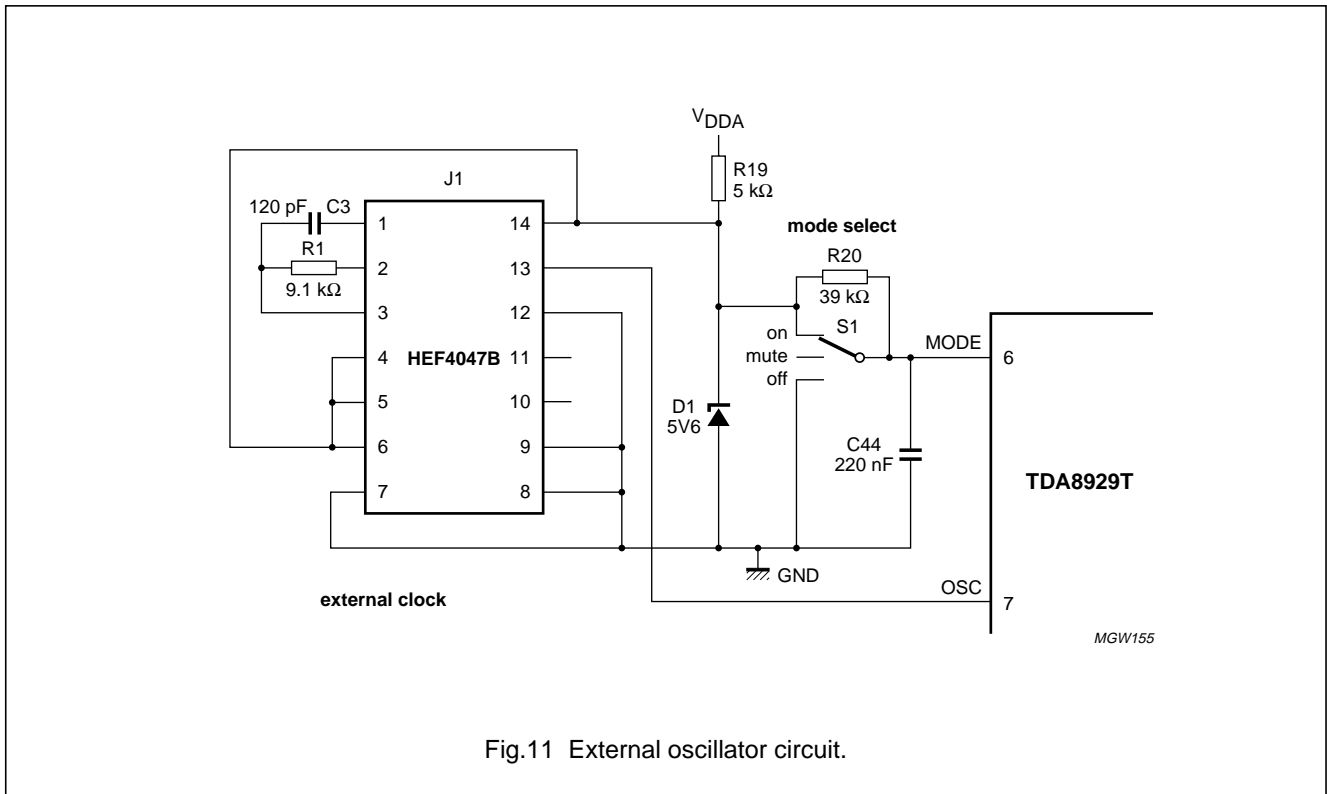 V_DDA
R19
5 kΩ
J1
120 pF C3
R1
9.1 kΩ
1
2
3
4
5
6
7
HEF4047B
14
13
12
11
10
9
8
mode select
R20
39 kΩ
on
S1
mute
off
MODE
6
D1
5V6
C44
220 nF
TDA8929T
GND
external clock
OSC
7
MGW155
Fig.11 External oscillator circuit.